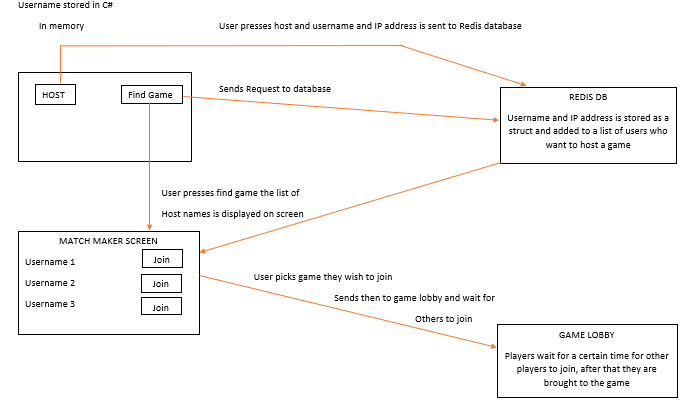 Username stored in C#
In memory
User presses host and username and IP address is sent to Redis database
HOST
Find Game
Sends Request to database
REDIS DB
Username and IP address is stored as a
struct and added to a list of users who
want to host a game
User presses find game the list of
Host names is displayed on screen
MATCH MAKER SCREEN
Username 1
Join
Username 2
Join
Username 3
Join
User picks game they wish to join
Sends then to game lobby and wait for
Others to join
GAME LOBBY
Players wait for a certain time for other
players to join, after that they are
brought to the game